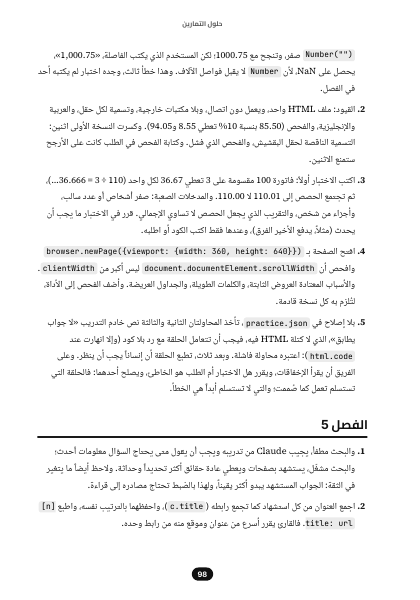 حلول التمارين
Number("") صفر، وتنجح مع 1000.75؛ لكن المستخدم الذي يكتب الفاصلة، «1,000.75»،
يحصل على NaN، لأن Number لا يقبل فواصل الآلاف. وهذا خطأ ثالث، وجده اختبار لم يكتبه أحد
في الفصل.
2. القيود: ملف HTML واحد، ويعمل دون اتصال، وبلا مكتبات خارجية، وتسمية لكل حقل، والعربية
والإنجليزية، والفحص (85.50 بنسبة 10% تعطي 8.55 و94.05). وكسرت النسخة الأولى اثنين:
التسمية الناقصة لحقل البقشيش، والفحص الذي فشل. وكتابة الفحص في الطلب كانت على الأرجح
ستمنع الاثنين.
3. اكتب الاختبار أولاً: فاتورة 100 مقسومة على 3 تعطي 36.67 لكل واحد (110 ÷ 3 = 36.666...)،
ثم تجتمع الحصص إلى 110.01 لا 110.00. والمدخلات الصعبة: صفر أشخاص أو عدد سالب،
وأجزاء من شخص، والتقريب الذي يجعل الحصص لا تساوي الإجمالي. قرر في الاختبار ما يجب أن
يحدث (مثلاً، يدفع الأخير الفرق)، وعندها فقط اكتب الكود أو اطلبه.
4. افتح الصفحة بـ browser.newPage({viewport: {width: 360, height: 640}})
وافحص أن document.documentElement.scrollWidth ليس أكبر من clientWidth.
والأسباب المعتادة العروض الثابتة، والكلمات الطويلة، والجداول العريضة. وأضف الفحص إلى الأداة،
لتُلزم به كل نسخة قادمة.
5. بلا إصلاح في practice.json، تأخذ المحاولتان الثانية والثالثة نص خادم التدريب «لا جواب
يطابق»، الذي لا كتلة HTML فيه، فيجب أن تتعامل الحلقة مع رد بلا كود (وإلا انهارت عند
html.code): اعتبره محاولة فاشلة. وبعد ثلاث، تطبع الحلقة أن إنساناً يجب أن ينظر. وعلى
الفريق أن يقرأ الإخفاقات، ويقرر هل الاختبار أم الطلب هو الخاطئ، ويصلح أحدهما: فالحلقة التي
تستسلم تعمل كما صُممت؛ والتي لا تستسلم أبداً هي الخطأ.
الفصل 5
1. والبحث مطفأ، يجيب Claude من تدريبه ويجب أن يقول متى يحتاج السؤال معلومات أحدث؛
والبحث مشغّل، يستشهد بصفحات ويعطي عادة حقائق أكثر تحديداً وحداثة. ولاحظ أيضاً ما يتغير
في الثقة: الجواب المستشهد يبدو أكثر يقيناً، ولهذا بالضبط تحتاج مصادره إلى قراءة.
2. اجمع العنوان من كل استشهاد كما تجمع رابطه (c.title)، واحفظهما بالترتيب نفسه، واطبع [n]
title: url. فالقارئ يقرر أسرع من عنوان وموقع منه من رابط وحده.
98